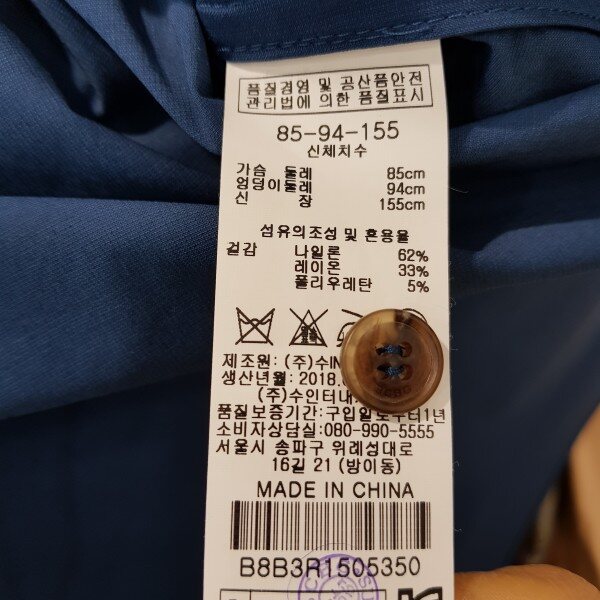 품질경영 및 공산품안전
관리법에 의한 품질표시
85-94-155
신체치수
가슴 둘레 85cm
엉덩이둘레 94cm
신 장 155cm
섬유의조성 및 혼용율
겉감 나일론 62%
레이온 33%
폴리우레탄 5%
제조원: (주)수IN
생산년월: 2018.
(주)수인터내
품질보증기간:구입일로부터1년
소비자상담실:080-990-5555
서울시 송파구 위례성대로
16길 21 (방이동)
MADE IN CHINA
B8B3R1505350